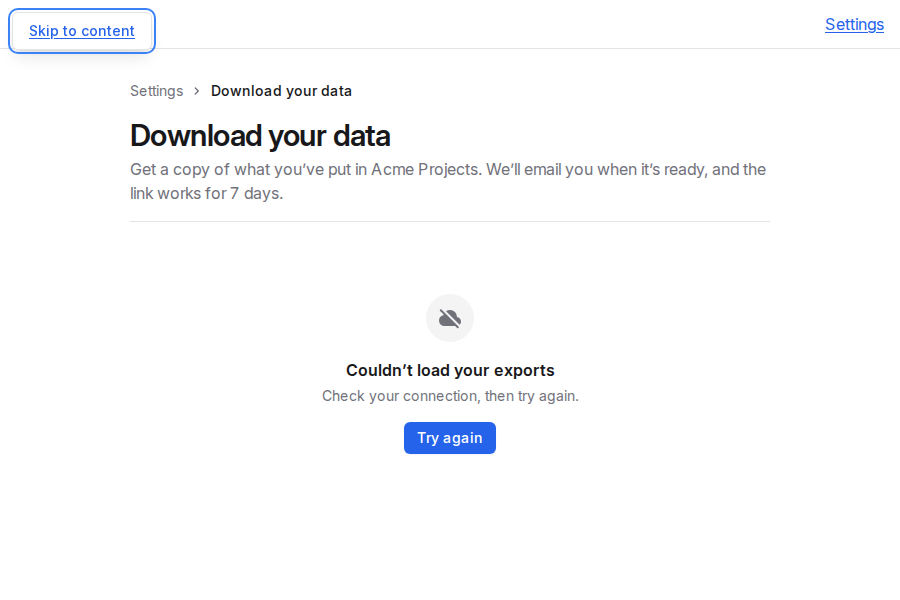 Skip to content
Settings
Settings > Download your data
Download your data
Get a copy of what you’ve put in Acme Projects. We’ll email you when it’s ready, and the
link works for 7 days.
Couldn’t load your exports
Check your connection, then try again.
Try again